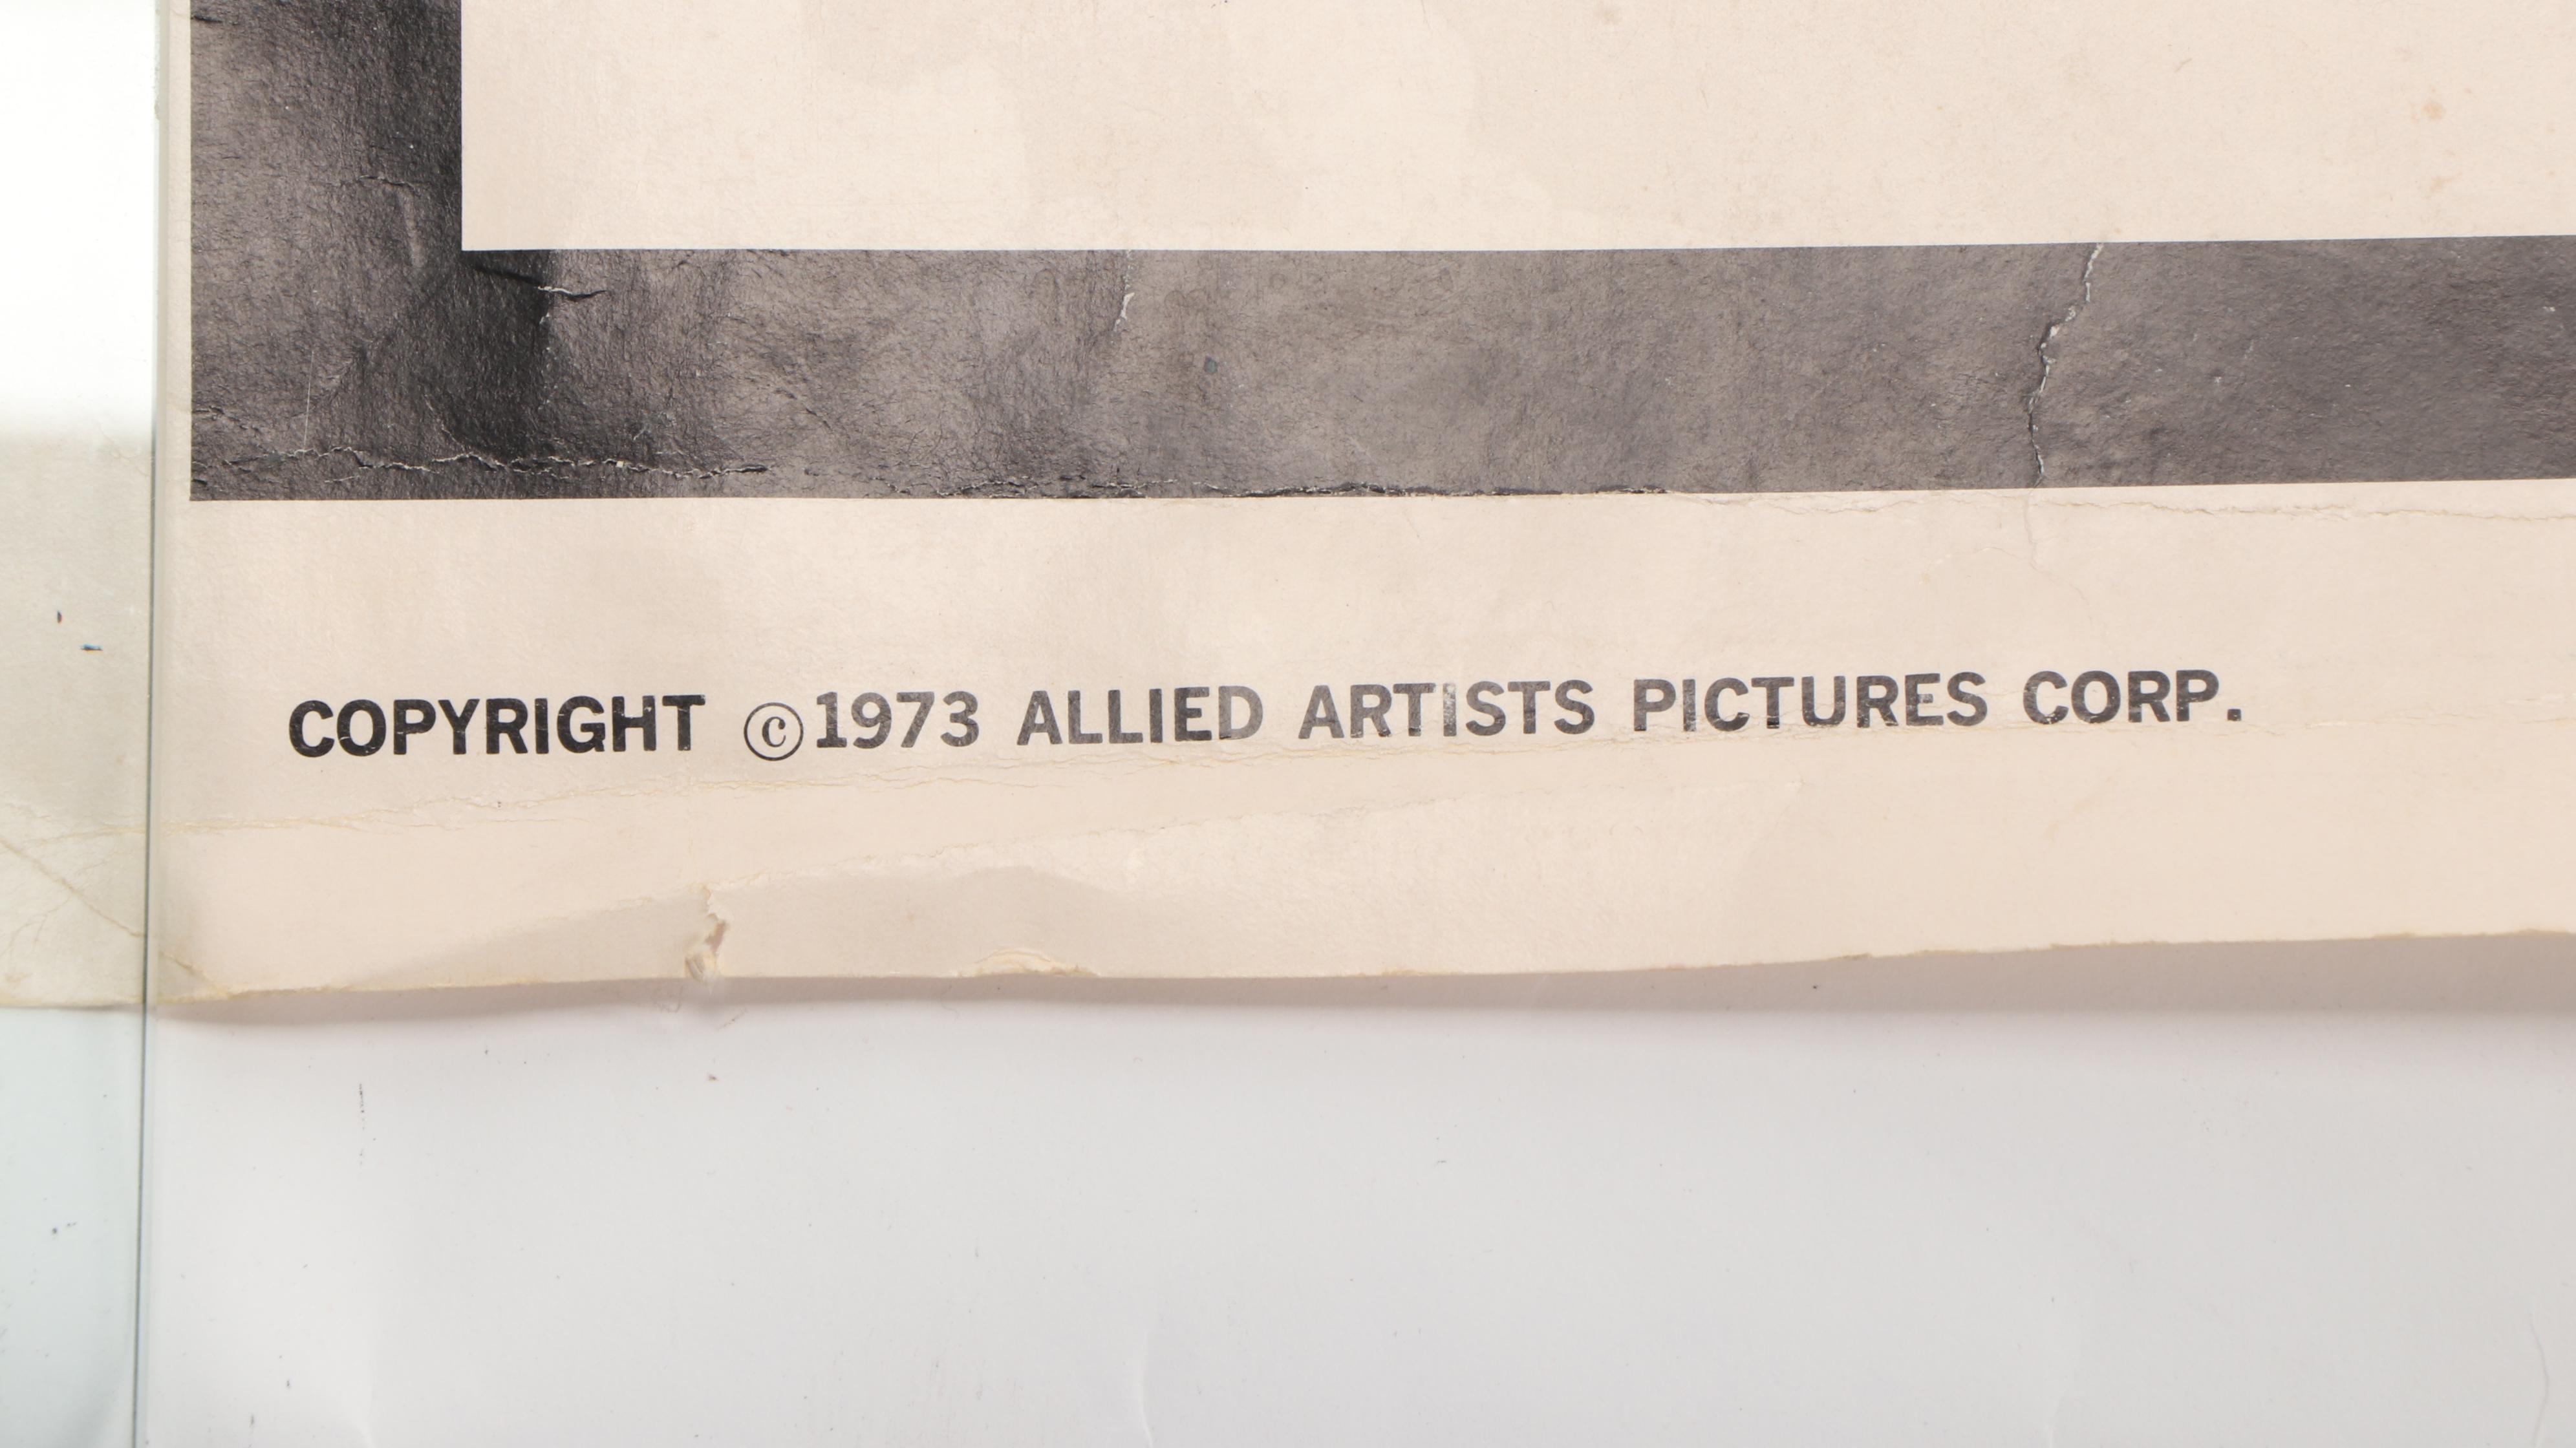 COPYRIGHT ©1973 ALLIED ARTISTS PICTURES CORP.